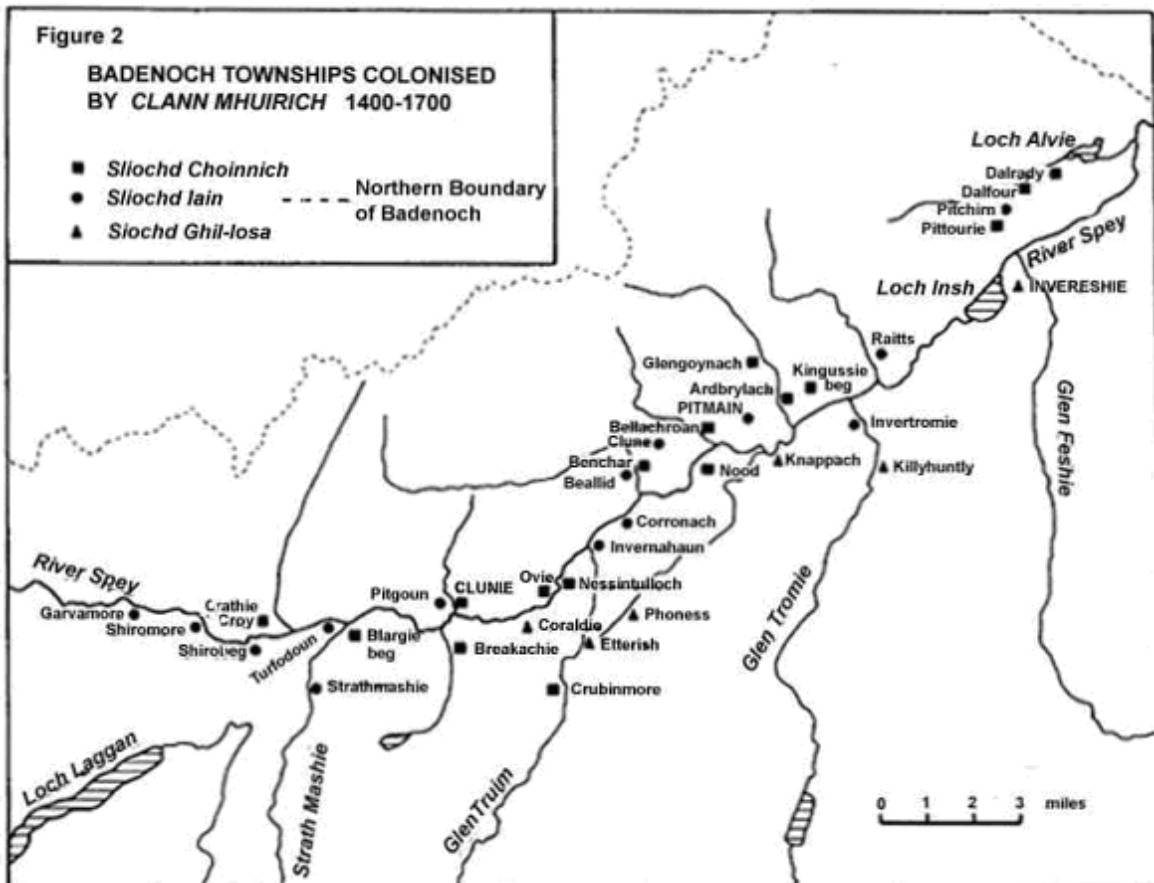 Figure 2
BADENOCH TOWNSHIPS COLONISED
BY CLANN MHUIRICH 1400-1700
Sliochd Choinnich
Sliochd Iain
Siochd Ghil-Iosa
Northern Boundary
of Badenoch
Loch Alvie
Dalrady
Dalfour
Pitchirn
Pittourie
River Spey
Loch Insh
INVERESHIE
Raitts
Glengoynach
Kingussie
beg
Ardbrylach
PITMAIN
Bellachroan
Clune
Invertromie
Benchar
Beallid
Nood
Knappach
Killyhuntly
Glen Feshie
Corronach
Invernahaun
River Spey
Ovie
Nessintulloch
Pitgoun
CLUNIE
Garvamore
Crathie
Croy
Shiromore
Phoness
Coraldie
Shirobeg
Turfodoun
Blargie
beg
Breakachie
Etterish
Glen Tromie
Strathmashie
Crubinmore
Loch Laggan
Strath Mashie
GlenTruim
0 1 2 3 miles